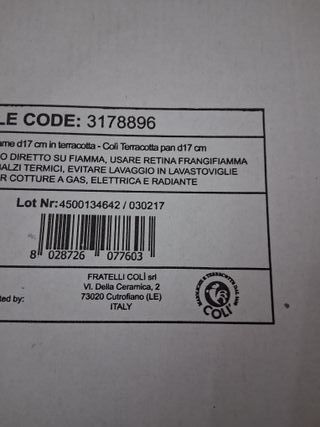 LE CODE: 3178896
ame d17 cm in terracotta - Colì Terracotta pan d17 cm
O DIRETTO SU FIAMMA, USARE RETINA FRANGIFIAMMA
BALZI TERMICI, EVITARE LAVAGGIO IN LAVASTOVIGLIE
R COTTURE A GAS, ELETTRICA E RADIANTE
Lot Nr: 4500134642 / 030217
8 028726 077603
FRATELLI COLÌ srl
Vl. Della Ceramica, 2
73020 Cutrofiano (LE)
ITALY
ted by:
COLÌ